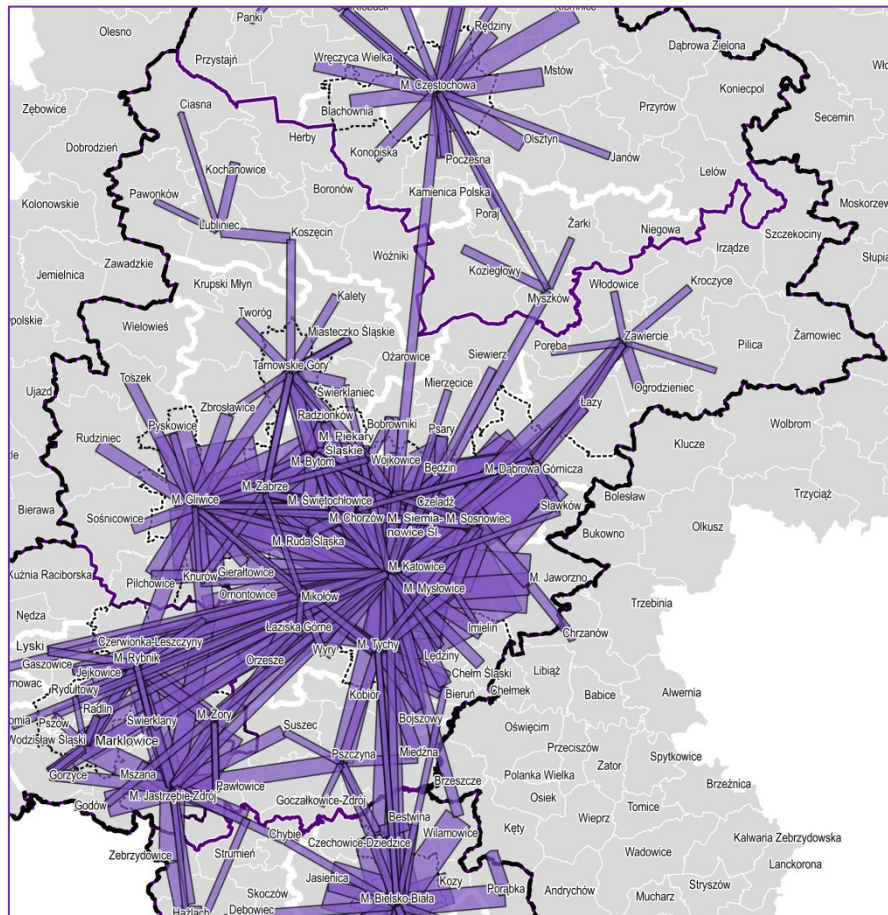 Olesno
Panki
Rędziny
Dąbrowa Zielona
Przystajń
Wręczyca Wielka
Mstów
M. Częstochowa
Koniecpol
Ciasna
Zębowice
Blachownia
Przyrów
Secemin
Herby
Olsztyn
Dobrodzień
Konopiska
Janów
Poczesna
Kochanowice
Lelów
Boronów
Kamienica Polska
Kolonowskie
Pawonków
Moskorzew
Poraj
Lubliniec
Żarki
Koszęcin
Niegowa
Szczekociny
Słupia
Woźniki
Irządze
Zawadzkie
Koziegłowy
Jemielnica
Krupski Młyn
Włodowice
Kroczyce
Kalety
Myszków
Tworóg
opolskie
Wielowieś
Miasteczko Śląskie
Zawiercie
Żarnowiec
Poręba
Pilica
Ożarowice
Siewierz
Tarnowskie Góry
Toszek
Świerklaniec
Mierzęcice
Ogrodzieniec
Ujazd
Zbrosławice
Łazy
Radzionków
Bobrowniki
Psary
Wolbrom
Pyskowice
M. Piekary
Śląskie
Rudziniec
Klucze
M. Bytom
Wojkowice
Będzin
M. Dąbrowa Górnicza
M. Zabrze
Bolesław
Trzyciąż
M. Gliwice
M. Świętochłowice
Czeladź
Sławków
Bierawa
Sośnicowice
M. Chorzów
M. Siemia-
nowice Śl.
M. Sosnowiec
Olkusz
Bukowno
M. Ruda Śląska
M. Katowice
Kuźnia Raciborska
Pilchowice
Knurów
Gierałtowice
M. Jaworzno
M. Mysłowice
Ornontowice
Mikołów
Trzebinia
Nędza
Łaziska Górne
Imielin
Chrzanów
Czerwionka-Leszczyny
M. Tychy
Lyski
Wyry
Lędziny
Gaszowice
M. Rybnik
Orzesze
Libiąż
Chełm Śląski
Jejkowice
Alwernia
Rydułtowy
Kobiór
Bieruń
Chełmek
Babice
Radlin
M. Żory
Pszów
Świerklany
Bojszowy
Oświęcim
Suszec
Wodzisław Śląski
Marklowice
Przeciszów
Miedźna
Pszczyna
Spytkowice
Zator
Gorzyce
Mszana
Polanka Wielka
Pawłowice
Brzeszcze
Brzeźnica
M. Jastrzębie-Zdrój
Goczałkowice-Zdrój
Osiek
Godów
Tomice
Bestwina
Wieprz
Wilamowice
Kęty
Chybie
Czechowice-Dziedzice
Kalwaria Zebrzydowska
Zebrzydowice
Strumień
Wadowice
Lanckorona
Jasienica
Kozy
Skoczów
Porąbka
Andrychów
Stryszów
Mucharz
M. Bielsko-Biała
Hażlach
Dębowiec